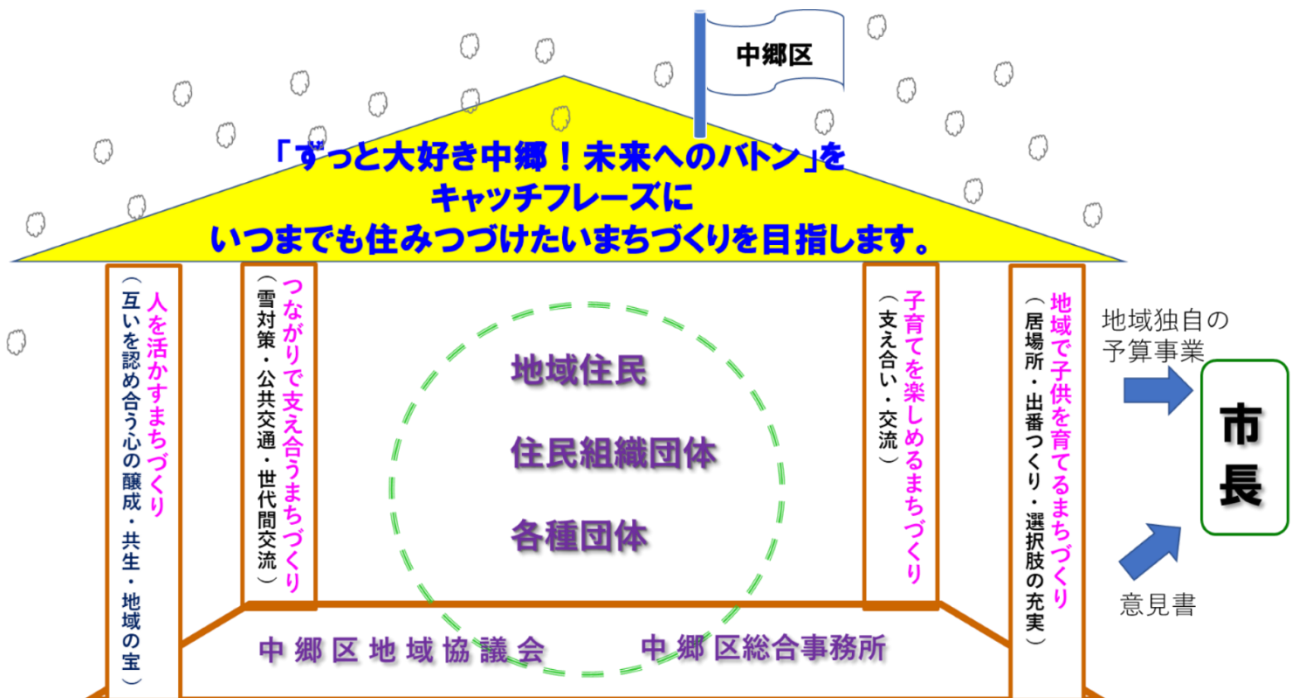 中郷区
「ずっと大好き中郷！未来へのバトン」を
キャッチフレーズに
いつまでも住みつづけたいまちづくりを目指します。
人を活かすまちづくり
（互いを認め合う心の醸成・共生・地域の宝）
つながりで支え合うまちづくり
（雪対策・公共交通・世代間交流）
地域住民
住民組織団体
各種団体
子育てを楽しめるまちづくり
（支え合い・交流）
地域で子供を育てるまちづくり
（居場所・出番つくり・選択肢の充実）
中郷区地域協議会
中郷区総合事務所
地域独自の
予算事業
意見書
市長